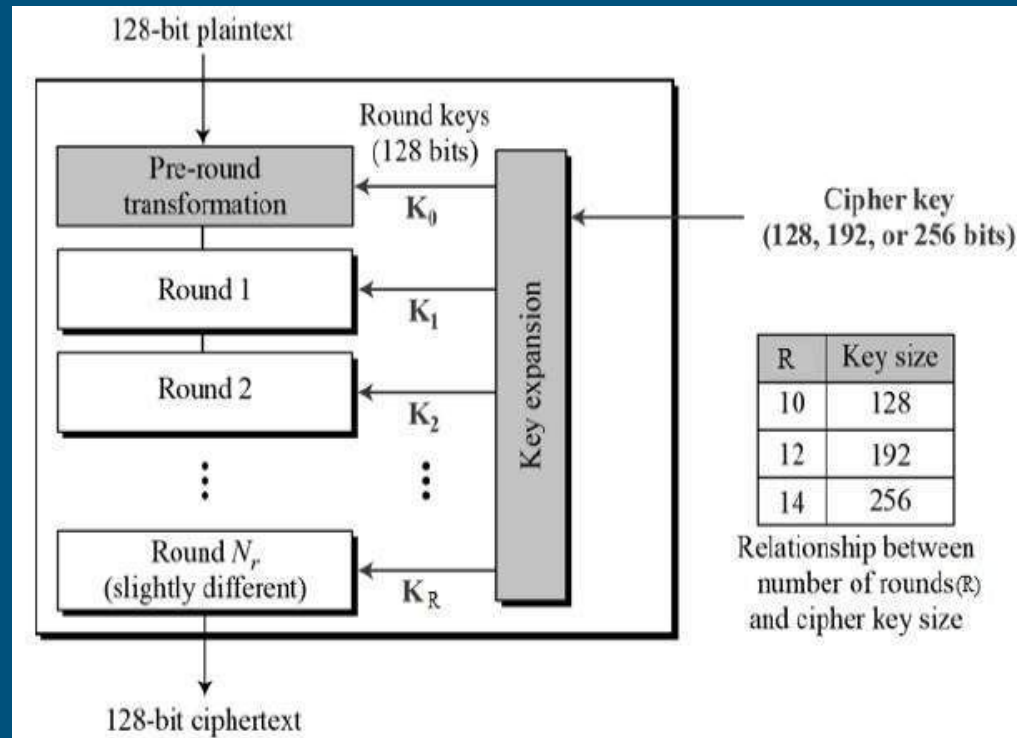 128-bit plaintext
Round keys
(128 bits)
Pre-round
transformation
K0
Cipher key
(128, 192, or 256 bits)
Round 1
K1
Round 2
K2
Key expansion
R Key size
10 128
12 192
14 256
Relationship between
number of rounds(R)
and cipher key size
Round Nr
(slightly different)
KR
128-bit ciphertext